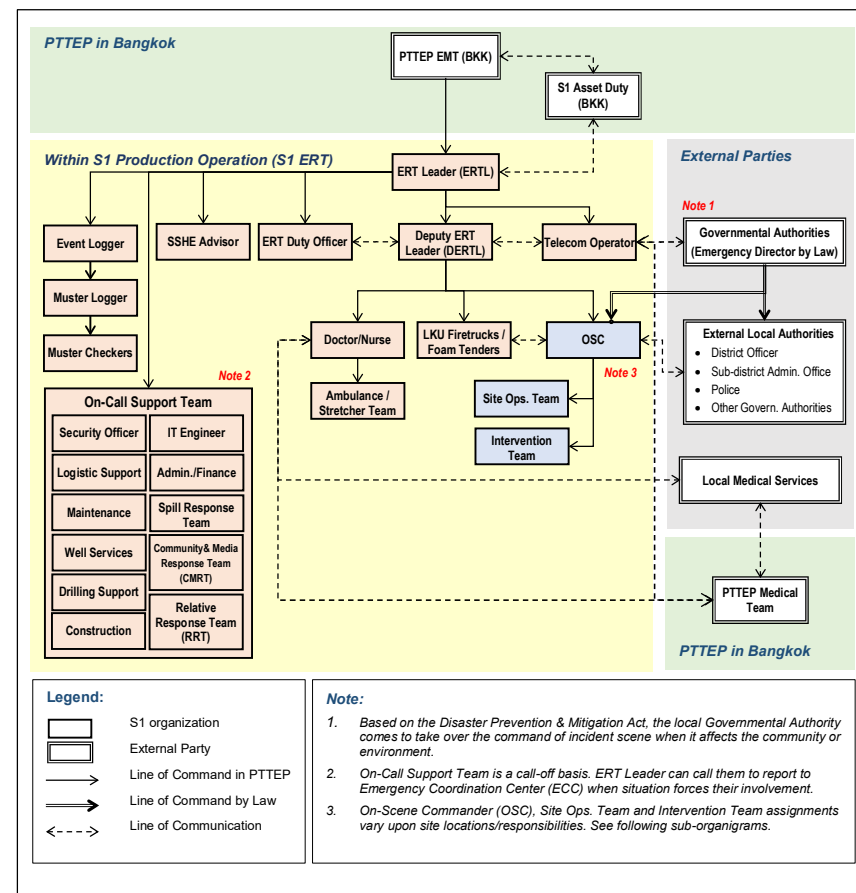 PTTEP in Bangkok
PTTEP EMT (BKK)
S1 Asset Duty
(BKK)
Within S1 Production Operation (S1 ERT)
ERT Leader (ERTL)
External Parties
Note 1
Event Logger
SSHE Advisor
ERT Duty Officer
Deputy ERT
Leader (DERTL)
Telecom Operator
Governmental Authorities
(Emergency Director by Law)
Muster Logger
Muster Checkers
Doctor/Nurse
LKU Firetrucks /
Foam Tenders
OSC
External Local Authorities
• District Officer
• Sub-district Admin. Office
• Police
• Other Govern. Authorities
Note 2
Note 3
On-Call Support Team
Ambulance /
Stretcher Team
Site Ops. Team
Intervention
Team
Security Officer
IT Engineer
Logistic Support
Admin./Finance
Maintenance
Spill Response
Team
Well Services
Community& Media
Response Team
(CMRT)
Drilling Support
Construction
Relative
Response Team
(RRT)
Local Medical Services
PTTEP Medical
Team
PTTEP in Bangkok
Legend:
S1 organization
External Party
Line of Command in PTTEP
Line of Command by Law
Line of Communication
Note:
1. Based on the Disaster Prevention & Mitigation Act, the local Governmental Authority
comes to take over the command of incident scene when it affects the community or
environment.
2. On-Call Support Team is a call-off basis. ERT Leader can call them to report to
Emergency Coordination Center (ECC) when situation forces their involvement.
3. On-Scene Commander (OSC), Site Ops. Team and Intervention Team assignments
vary upon site locations/responsibilities. See following sub-organigrams.